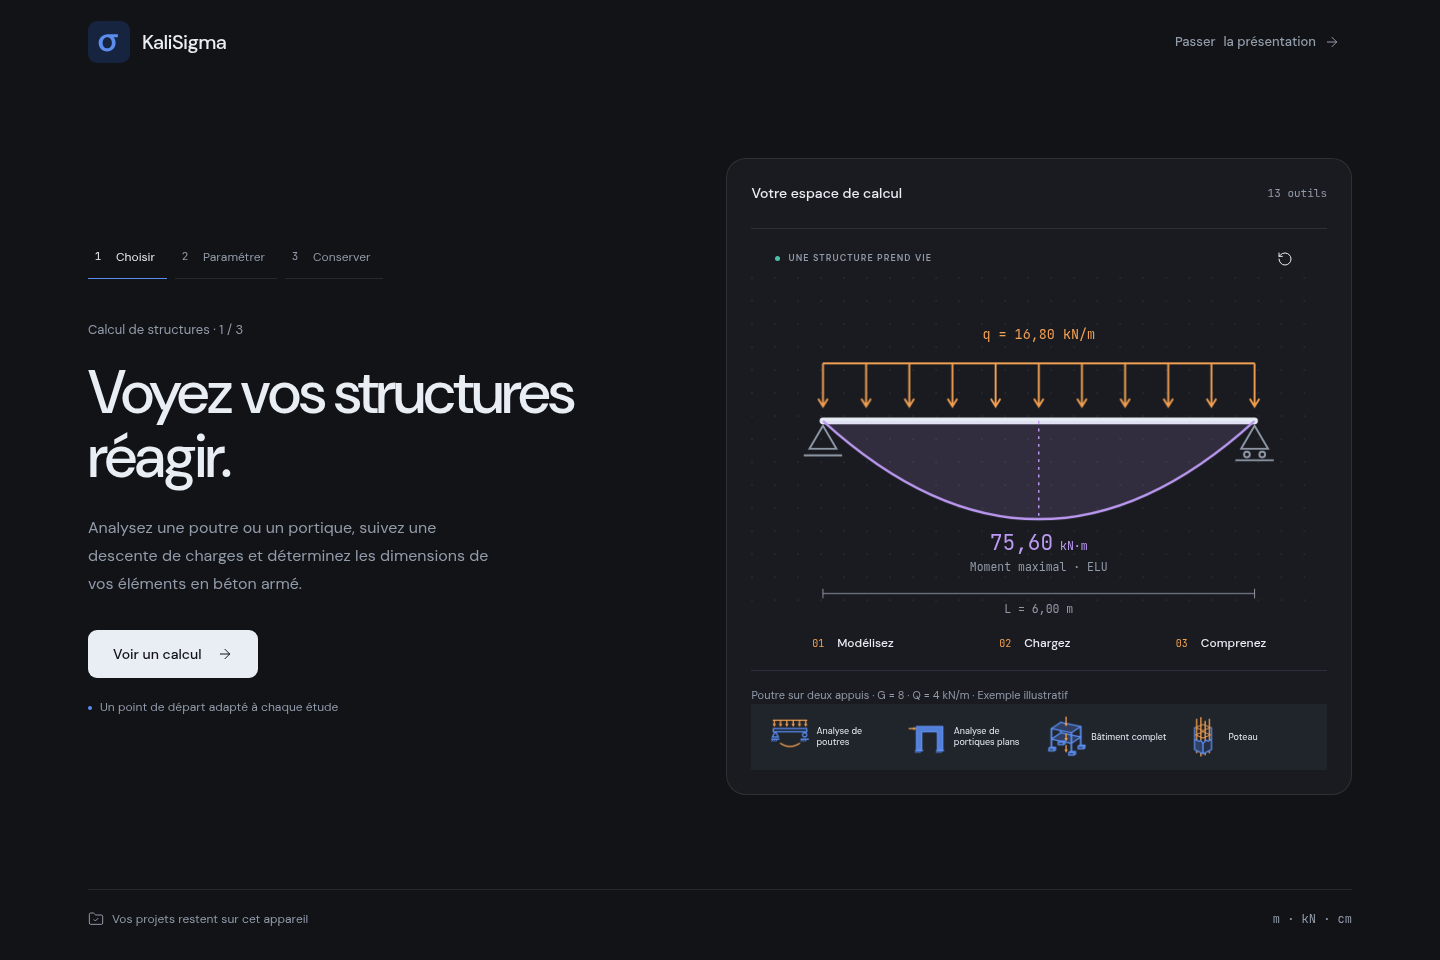 σ KaliSigma
Passer la présentation
1 Choisir 2 Paramétrer 3 Conserver
Calcul de structures · 1 / 3
Voyez vos structures
réagir.
Analysez une poutre ou un portique, suivez une
descente de charges et déterminez les dimensions de
vos éléments en béton armé.
Voir un calcul
Un point de départ adapté à chaque étude
Votre espace de calcul
13 outils
UNE STRUCTURE PREND VIE
q = 16,80 kN/m
75,60 kN·m
Moment maximal · ELU
L = 6,00 m
01 Modélisez 02 Chargez 03 Comprenez
Poutre sur deux appuis · G = 8 · Q = 4 kN/m · Exemple illustratif
Analyse de
poutres
Analyse de
portiques plans
Bâtiment complet
Poteau
Vos projets restent sur cet appareil
m · kN · cm